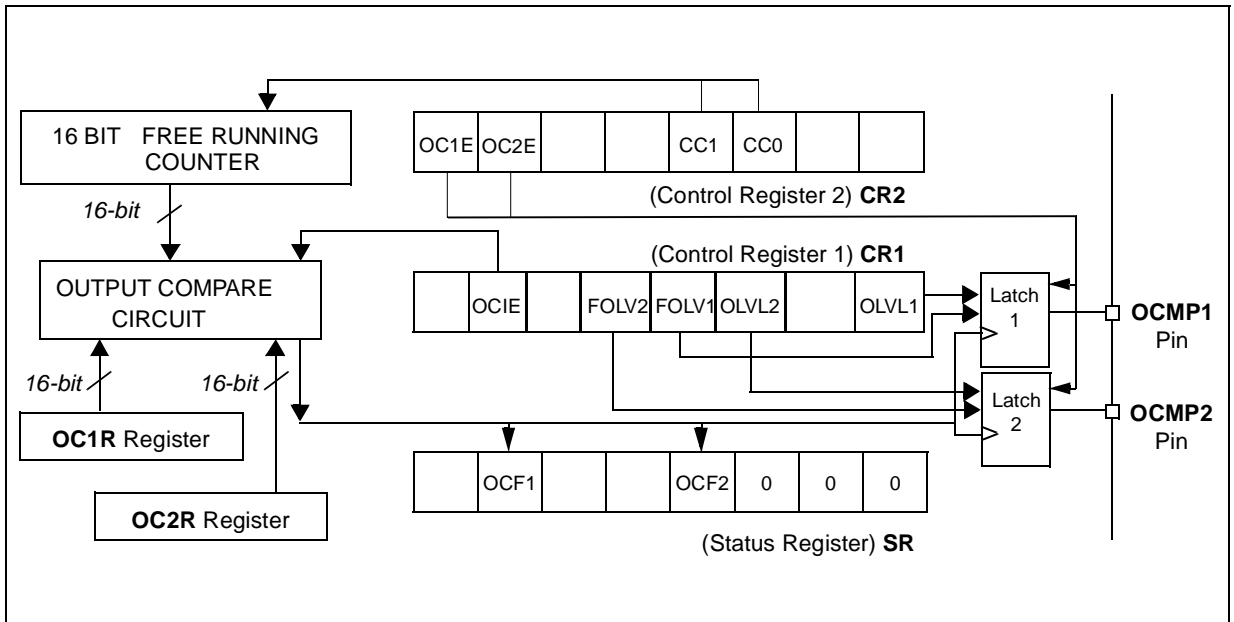 16 BIT FREE RUNNING
COUNTER
OC1E OC2E CC1 CC0
(Control Register 2) CR2
16-bit
(Control Register 1) CR1
OUTPUT COMPARE
CIRCUIT
OCIE FOLV2 FOLV1 OLVL2 OLVL1
Latch
1
OCMP1
Pin
16-bit 16-bit
Latch
2
OCMP2
Pin
OC1R Register
OCF1 OCF2 0 0 0
OC2R Register
(Status Register) SR